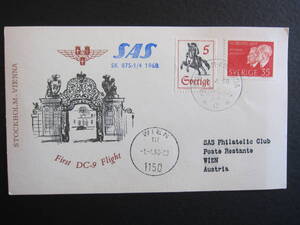 SAS
SK 875-1/4 1968
STOCKHOLM-VIENNA
First DC-9 Flight
5
Sverige
SVERIGE 35
WIEN
1150
SAS Philatelic Club
Poste Restante
WIEN
Austria